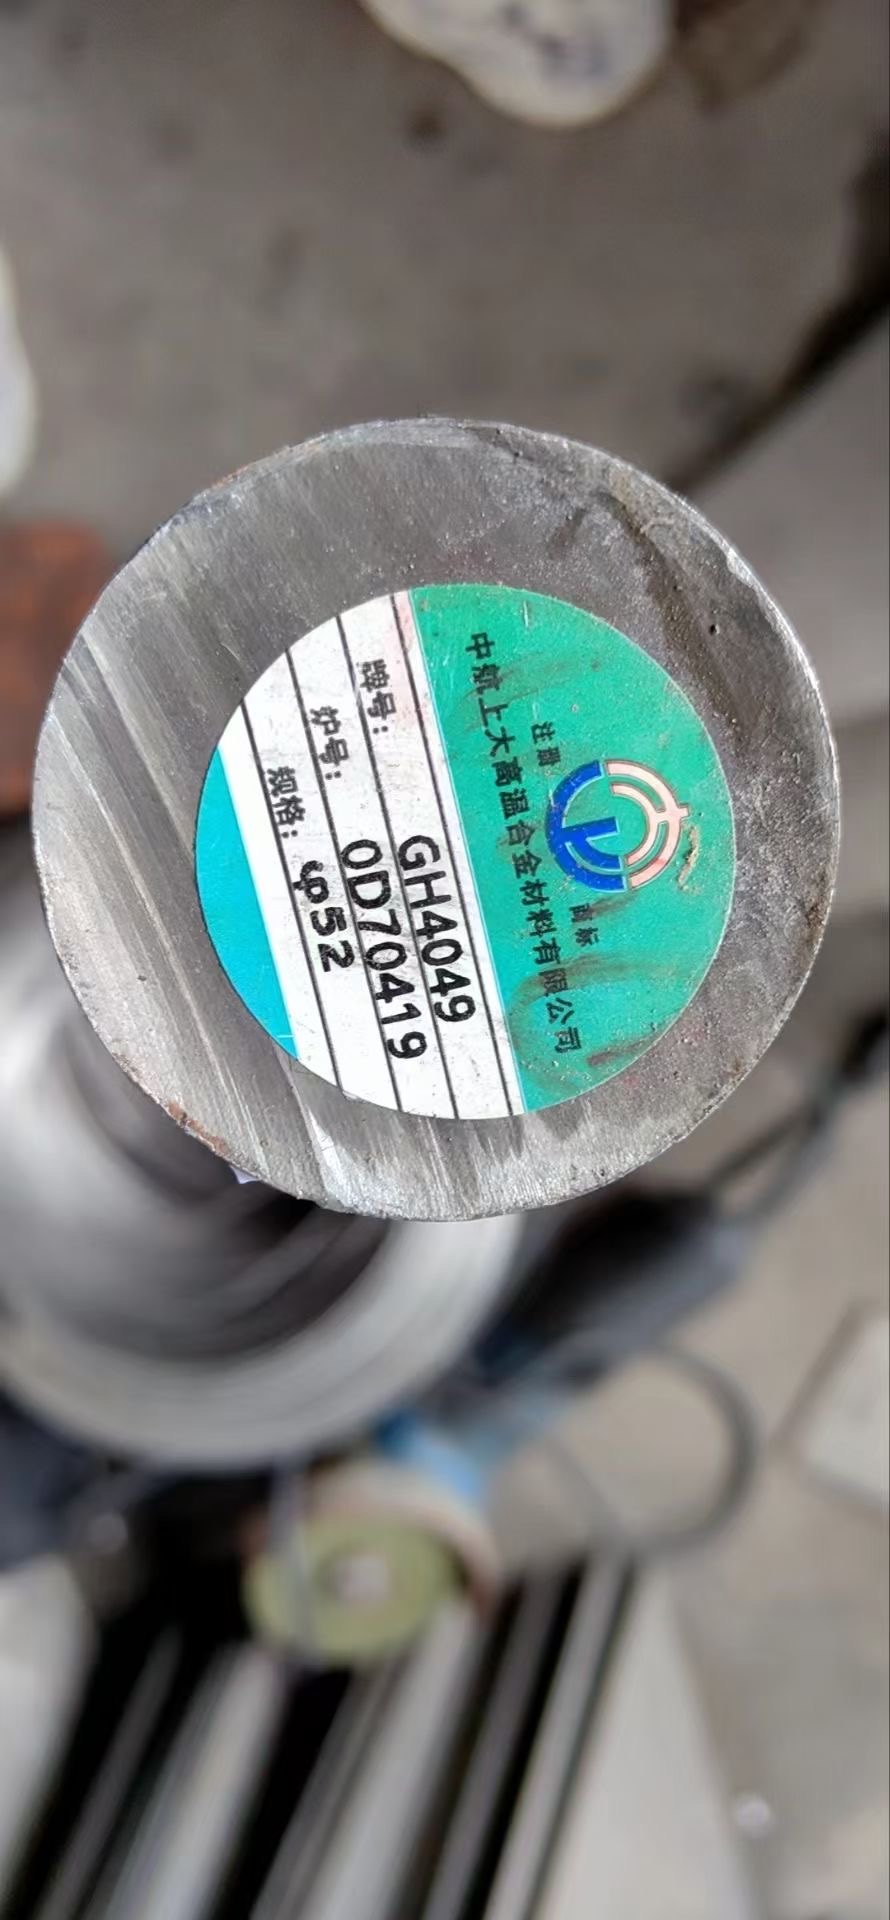 注册
商标
中航上大高温合金材料有限公司
牌号: GH4049
炉号: 0D70419
规格: φ52